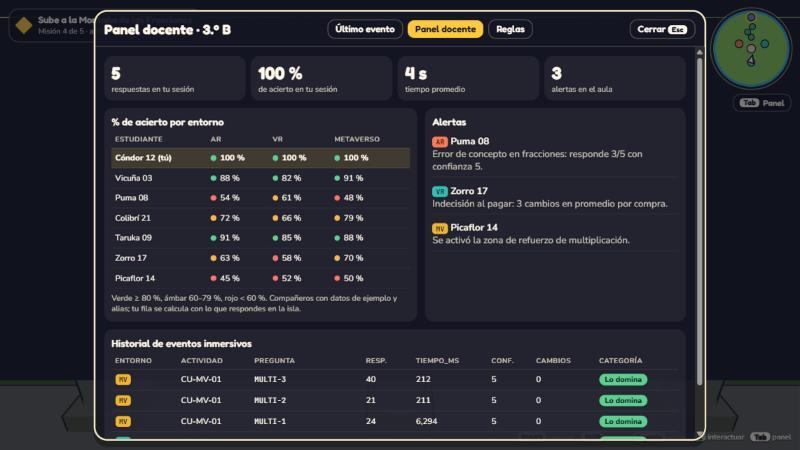 Sube a la Mo
Misión 4 de 5 · a
Panel docente · 3.º B
Último evento
Panel docente
Reglas
Cerrar Esc
Tab Panel
5
respuestas en tu sesión
100 %
de acierto en tu sesión
4 s
tiempo promedio
3
alertas en el aula
% de acierto por entorno
ESTUDIANTE AR VR METAVERSO
Cóndor 12 (tú) 100 % 100 % 100 %
Vicuña 03 88 % 82 % 91 %
Puma 08 54 % 61 % 48 %
Colibrí 21 72 % 66 % 79 %
Taruka 09 91 % 85 % 88 %
Zorro 17 63 % 58 % 70 %
Picaflor 14 45 % 52 % 50 %
Verde ≥ 80 %, ámbar 60–79 %, rojo < 60 %. Compañeros con datos de ejemplo y
alias; tu fila se calcula con lo que respondes en la isla.
Alertas
AR Puma 08
Error de concepto en fracciones: responde 3/5 con
confianza 5.
VR Zorro 17
Indecisión al pagar: 3 cambios en promedio por compra.
MV Picaflor 14
Se activó la zona de refuerzo de multiplicación.
Historial de eventos inmersivos
ENTORNO ACTIVIDAD PREGUNTA RESP. TIEMPO_MS CONF. CAMBIOS CATEGORÍA
MV CU-MV-01 MULTI-3 40 212 5 0 Lo domina
MV CU-MV-01 MULTI-2 21 211 5 0 Lo domina
MV CU-MV-01 MULTI-1 24 6,294 5 0 Lo domina
interactuar Tab panel